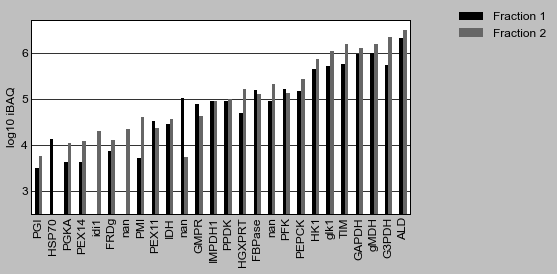 Fraction 1
Fraction 2
log10 iBAQ
6
5
4
3
PGI
HSP70
PGKA
PEX14
idi1
FRDg
nan
PMI
PEX11
IDH
nan
GMPR
IMPDH1
PPDK
HGXPRT
FBPase
nan
PFK
PEPCK
HK1
glk1
TIM
GAPDH
gMDH
G3PDH
ALD